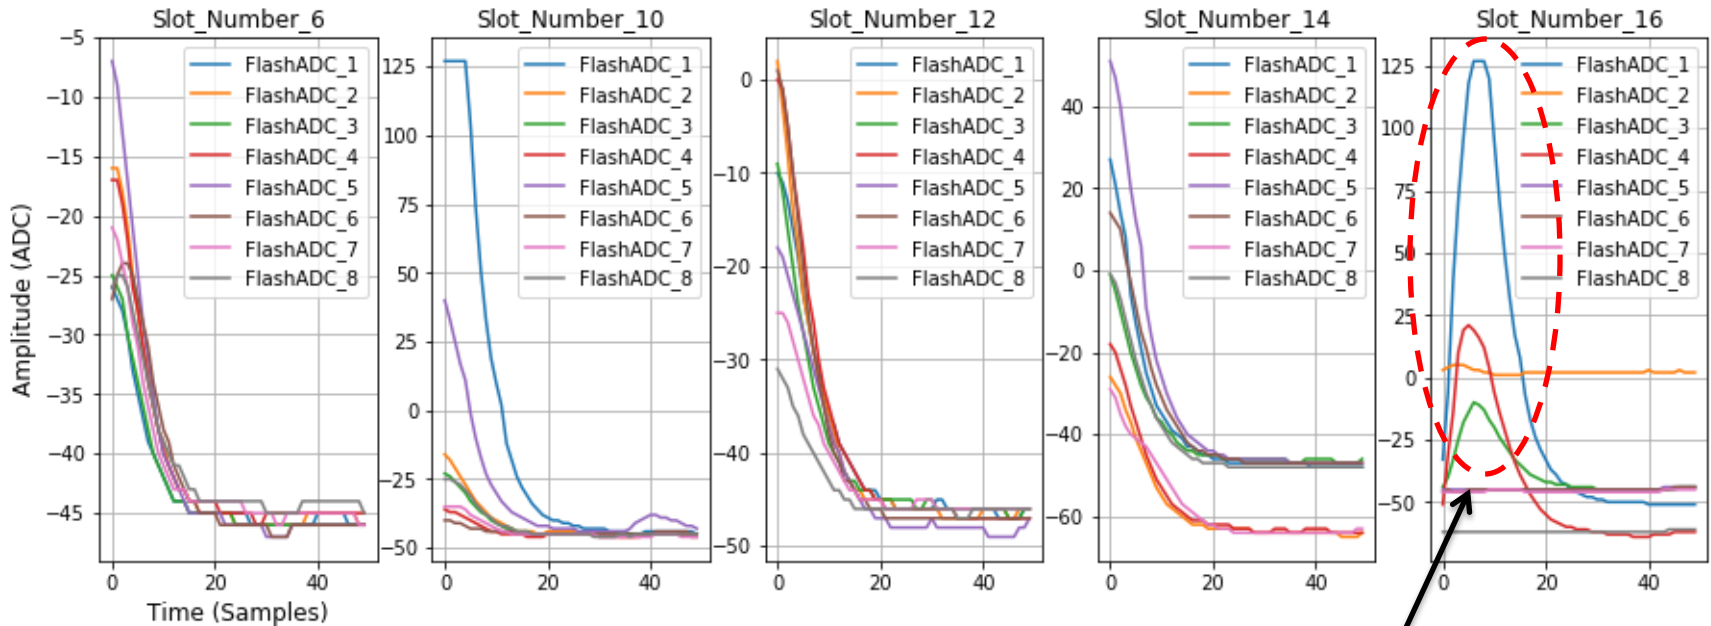 Slot_Number_6
Slot_Number_10
Slot_Number_12
Slot_Number_14
Slot_Number_16
Amplitude (ADC)
Time (Samples)
−5
−10
−15
−20
−25
−30
−35
−40
−45
0
20
40
FlashADC_1
FlashADC_2
FlashADC_3
FlashADC_4
FlashADC_5
FlashADC_6
FlashADC_7
FlashADC_8
125
100
75
50
25
0
−25
−50
0
20
40
FlashADC_1
FlashADC_2
FlashADC_3
FlashADC_4
FlashADC_5
FlashADC_6
FlashADC_7
FlashADC_8
0
−10
−20
−30
−40
−50
0
20
40
FlashADC_1
FlashADC_2
FlashADC_3
FlashADC_4
FlashADC_5
FlashADC_6
FlashADC_7
FlashADC_8
40
20
0
−20
−40
−60
0
20
40
FlashADC_1
FlashADC_2
FlashADC_3
FlashADC_4
FlashADC_5
FlashADC_6
FlashADC_7
FlashADC_8
125
100
75
50
25
0
−25
−50
0
20
40
FlashADC_1
FlashADC_2
FlashADC_3
FlashADC_4
FlashADC_5
FlashADC_6
FlashADC_7
FlashADC_8